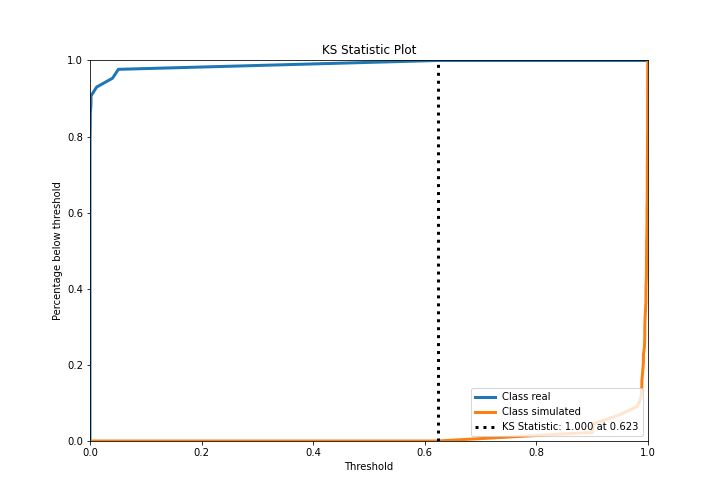 KS Statistic Plot
1.0
0.8
0.6
0.4
0.2
0.0
Percentage below threshold
0.0 0.2 0.4 0.6 0.8 1.0
Threshold
Class real
Class simulated
KS Statistic: 1.000 at 0.623